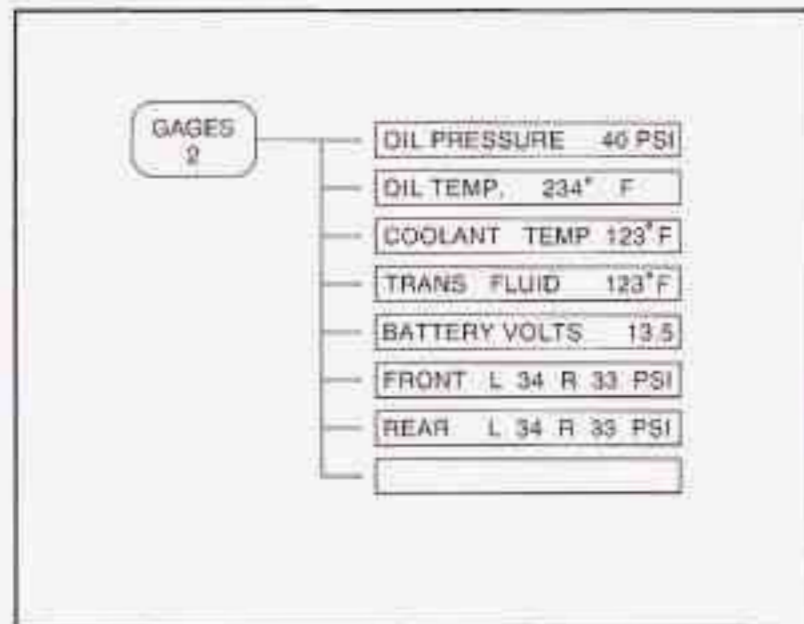 GAGES
2
OIL PRESSURE 40 PSI
OIL TEMP. 234° F
COOLANT TEMP 123°F
TRANS FLUID 123°F
BATTERY VOLTS 13.5
FRONT L 34 R 33 PSI
REAR L 34 R 33 PSI